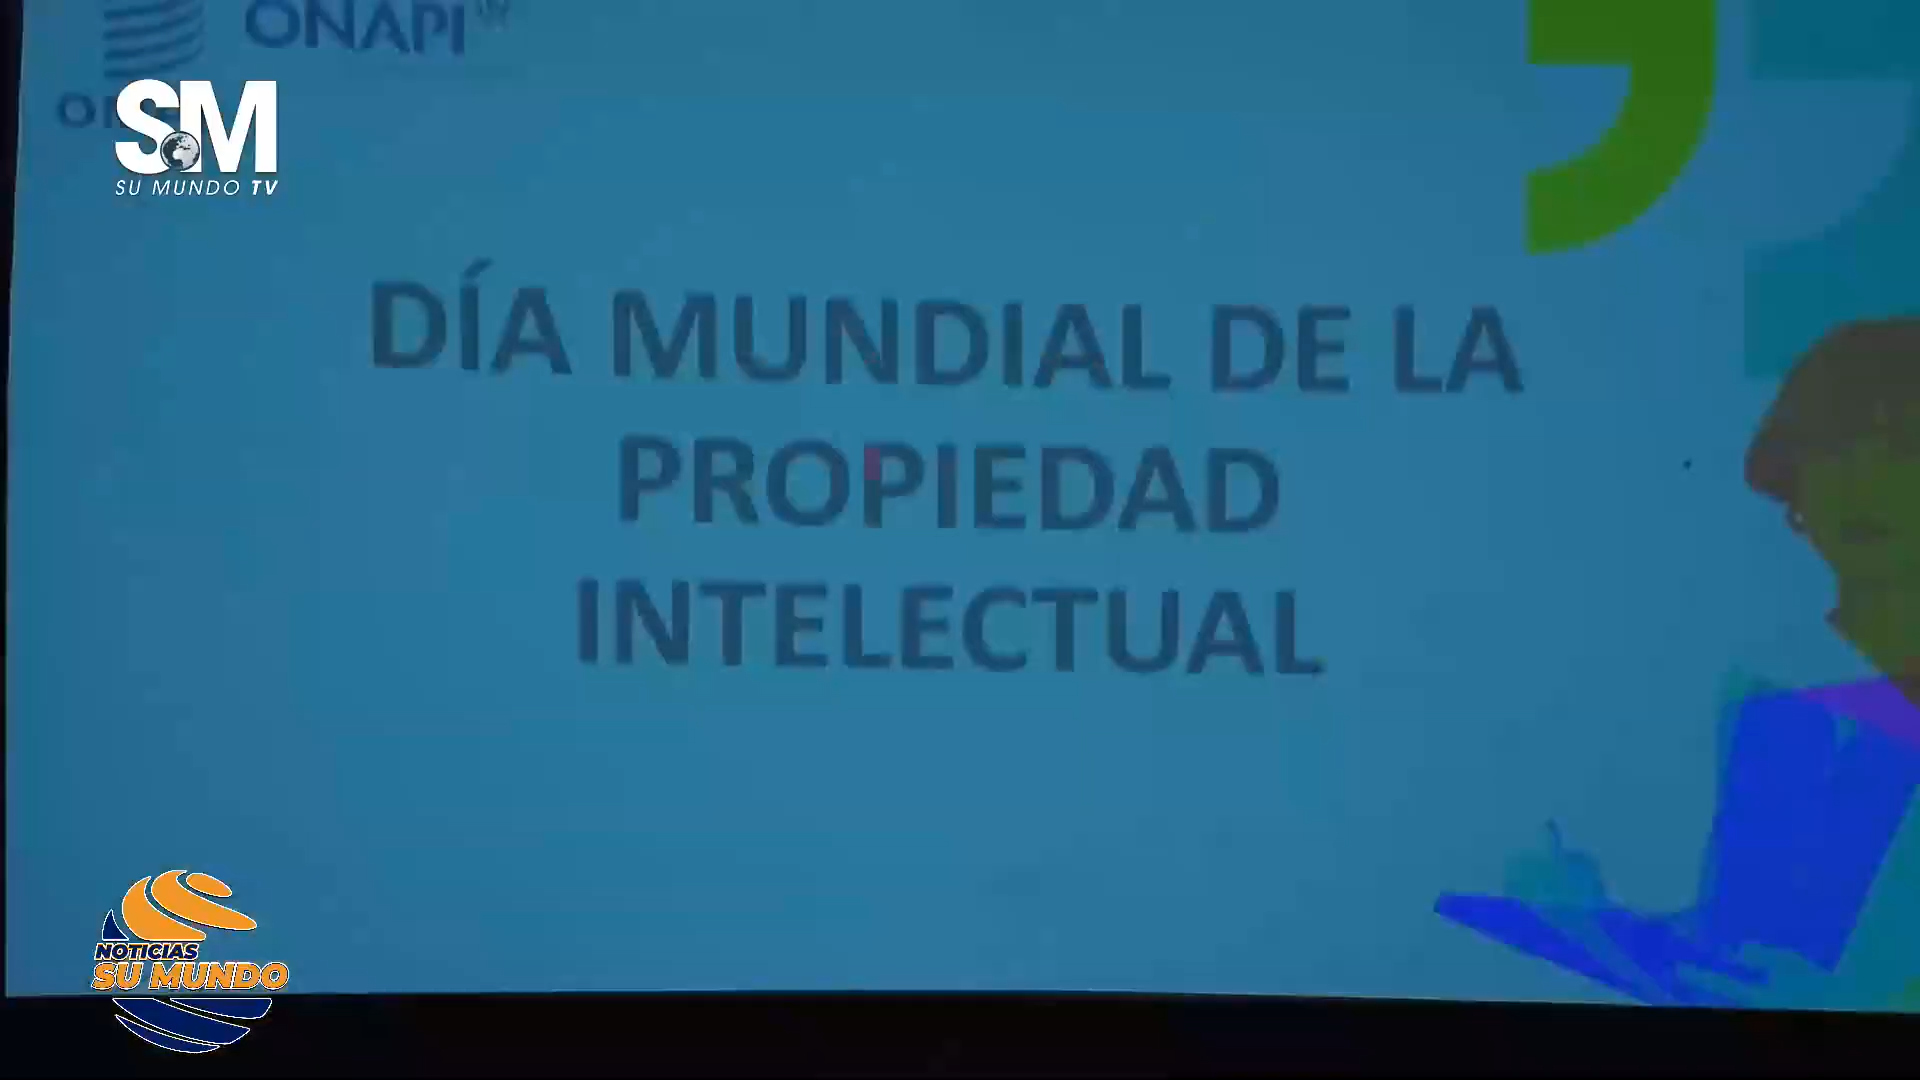 ONAPI
SM
SU MUNDO TV
DÍA MUNDIAL DE LA
PROPIEDAD
INTELECTUAL
NOTICIAS
SU MUNDO